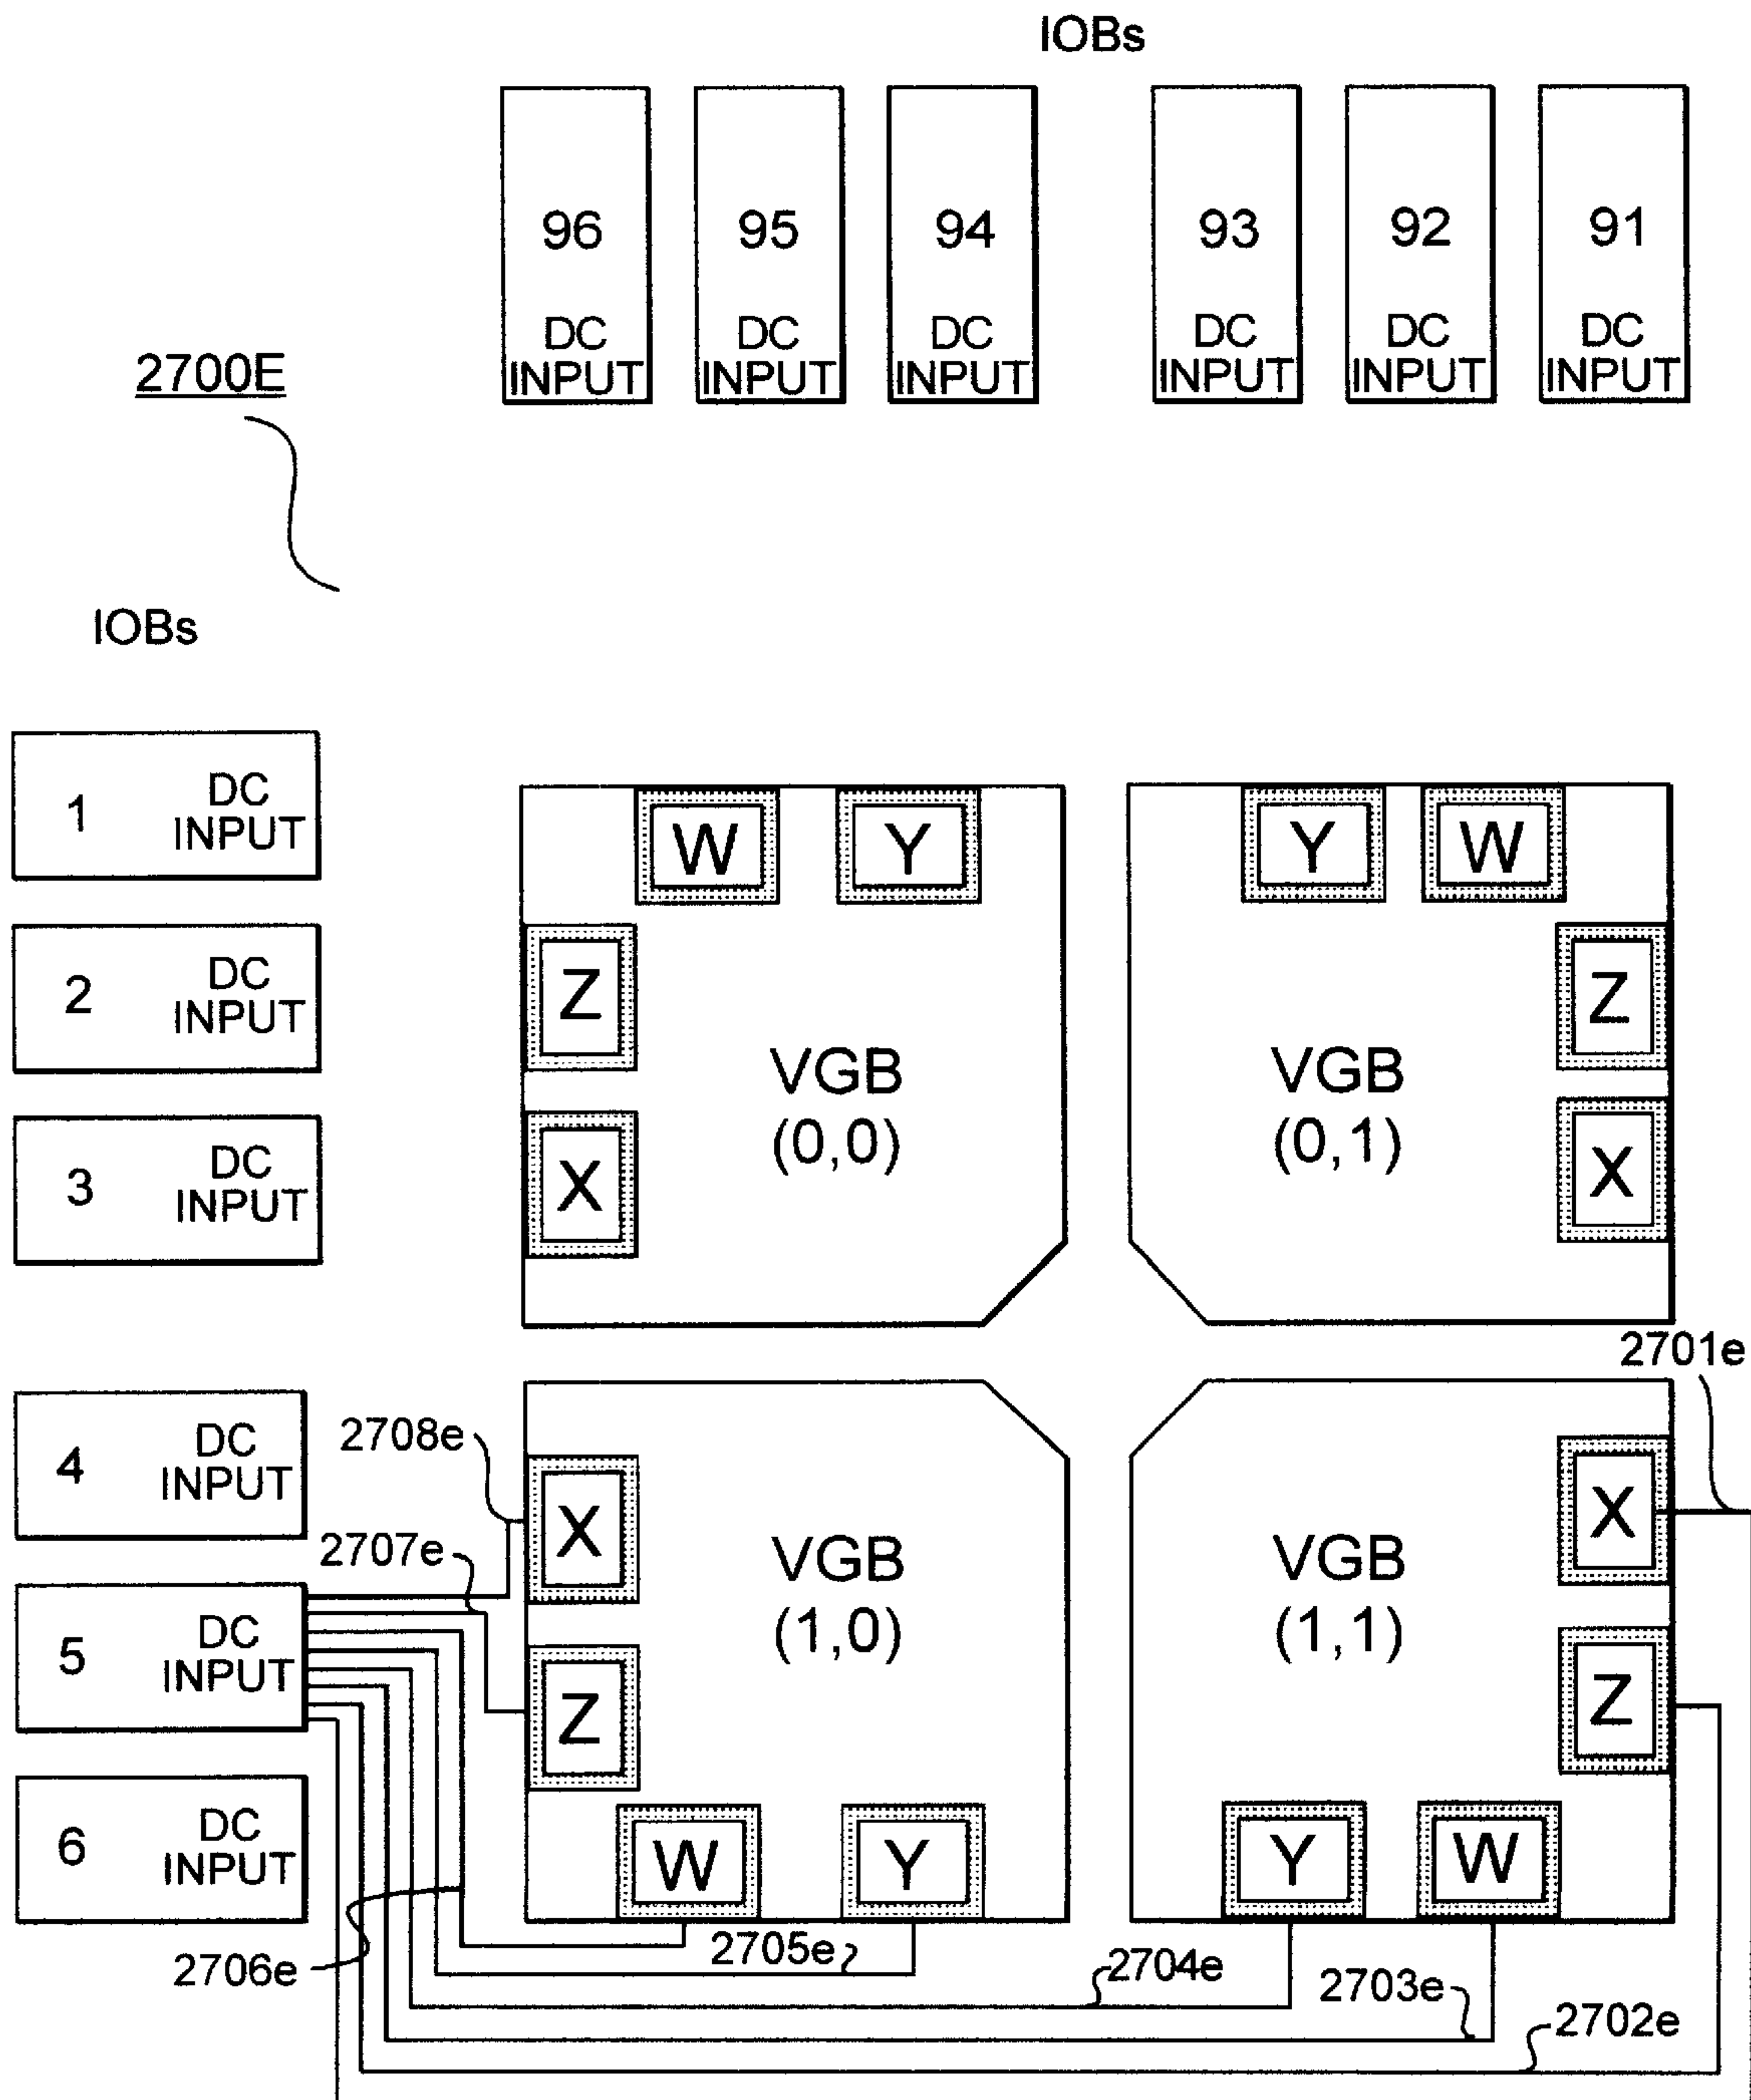 IOBs
96
DC
INPUT
95
DC
INPUT
94
DC
INPUT
93
DC
INPUT
92
DC
INPUT
91
DC
INPUT
2700E
IOBs
1
DC
INPUT
2
DC
INPUT
3
DC
INPUT
W
Y
Z
X
VGB
(0,0)
Y
W
Z
X
VGB
(0,1)
2701e
4
DC
INPUT
5
DC
INPUT
6
DC
INPUT
2708e
2707e
X
Z
VGB
(1,0)
W
Y
X
Z
VGB
(1,1)
Y
W
2706e
2705e
2704e
2703e
2702e